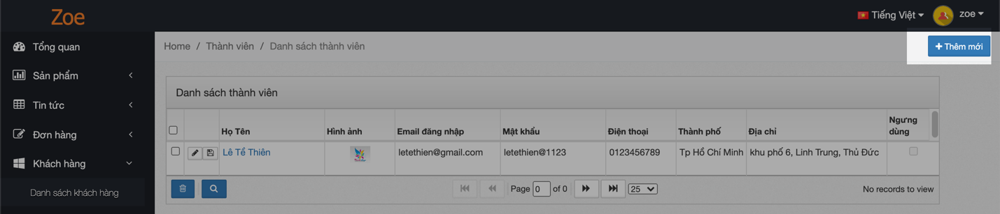 Zoe
Tiếng Việt
zoe
Tổng quan
Sản phẩm
Tin tức
Đơn hàng
Khách hàng
Danh sách khách hàng
Home / Thành viên / Danh sách thành viên
+ Thêm mới
Danh sách thành viên
Họ Tên Hình ảnh Email đăng nhập Mật khẩu Điện thoại Thành phố Địa chỉ Ngưng dùng
Lê Tề Thiên letethien@gmail.com letethien@1123 0123456789 Tp Hồ Chí Minh khu phố 6, Linh Trung, Thủ Đức
Page 0 of 0 25 No records to view